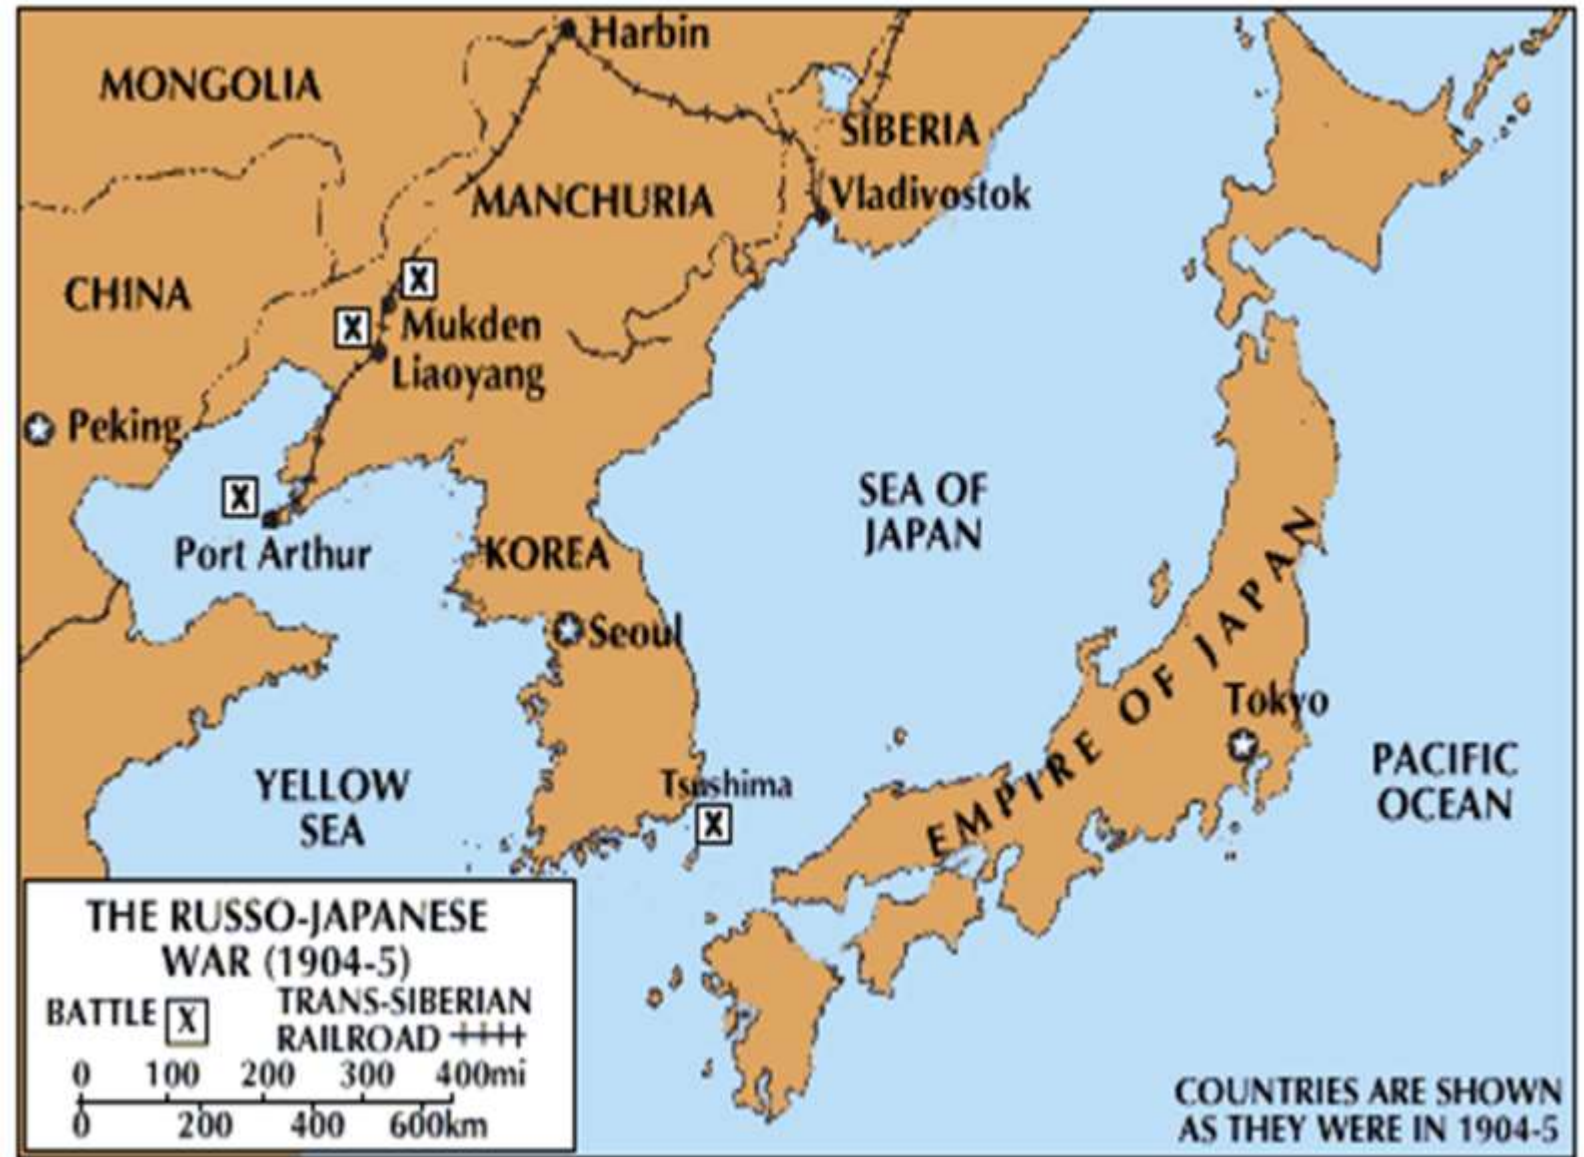 Harbin
MONGOLIA
SIBERIA
MANCHURIA
Vladivostok
CHINA
X
X
Mukden
Liaoyang
Peking
X
Port Arthur
KOREA
SEA OF
JAPAN
Seoul
EMPIRE OF JAPAN
Tokyo
YELLOW
SEA
Tsushima
X
PACIFIC
OCEAN
THE RUSSO-JAPANESE
WAR (1904-5)
BATTLE X
TRANS-SIBERIAN
RAILROAD
0 100 200 300 400mi
0 200 400 600km
COUNTRIES ARE SHOWN
AS THEY WERE IN 1904-5